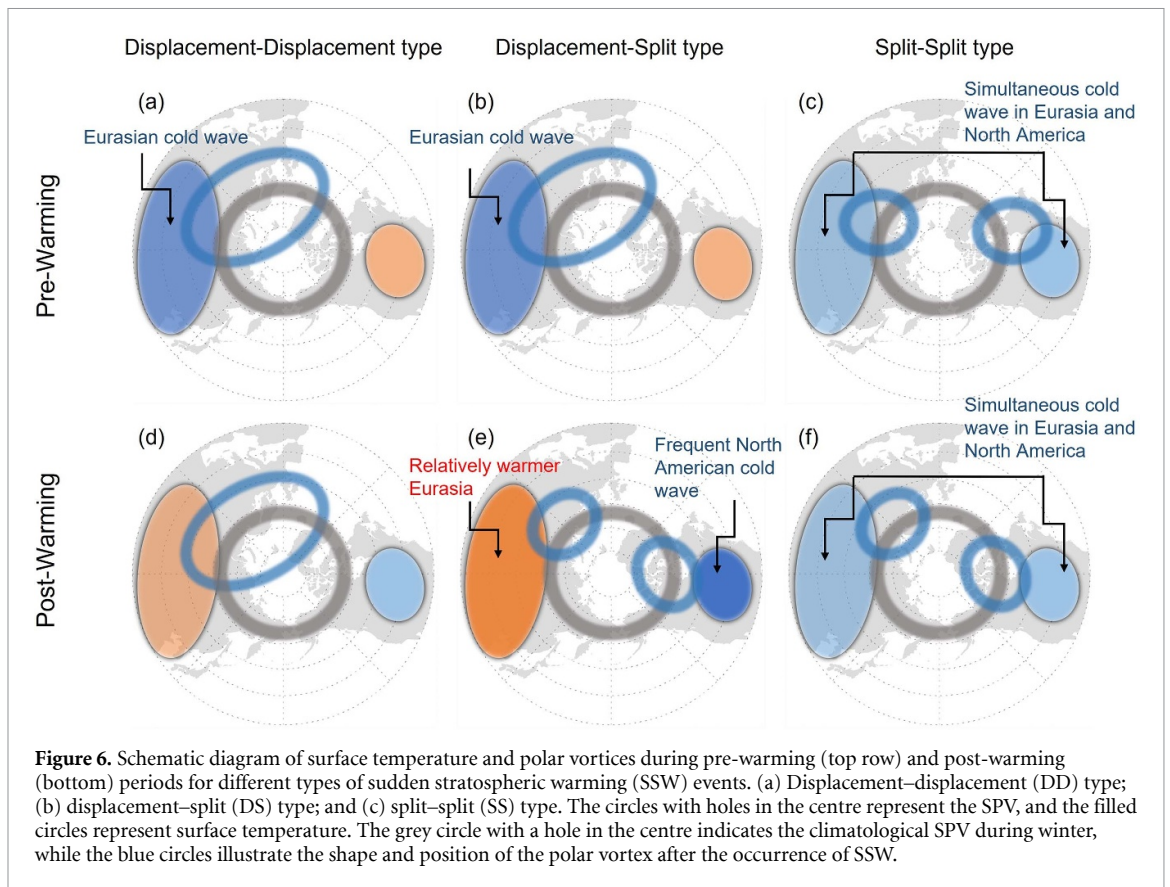 Displacement-Displacement type
Displacement-Split type
Split-Split type
Pre-Warming
(a)
Eurasian cold wave
(b)
Eurasian cold wave
(c)
Simultaneous cold
wave in Eurasia and
North America
Post-Warming
(d)
(e)
Relatively warmer
Eurasia
Frequent North
American cold
wave
(f)
Simultaneous cold
wave in Eurasia and
North America
Figure 6. Schematic diagram of surface temperature and polar vortices during pre-warming (top row) and post-warming
(bottom) periods for different types of sudden stratospheric warming (SSW) events. (a) Displacement–displacement (DD) type;
(b) displacement–split (DS) type; and (c) split–split (SS) type. The circles with holes in the centre represent the SPV, and the filled
circles represent surface temperature. The grey circle with a hole in the centre indicates the climatological SPV during winter,
while the blue circles illustrate the shape and position of the polar vortex after the occurrence of SSW.